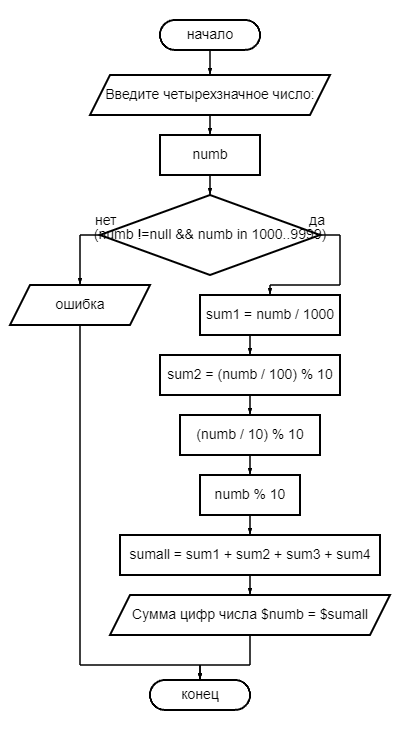 начало
Введите четырехзначное число:
numb
нет
да
(numb !=null && numb in 1000..9999)
ошибка
sum1 = numb / 1000
sum2 = (numb / 100) % 10
(numb / 10) % 10
numb % 10
sumall = sum1 + sum2 + sum3 + sum4
Сумма цифр числа $numb = $sumall
конец